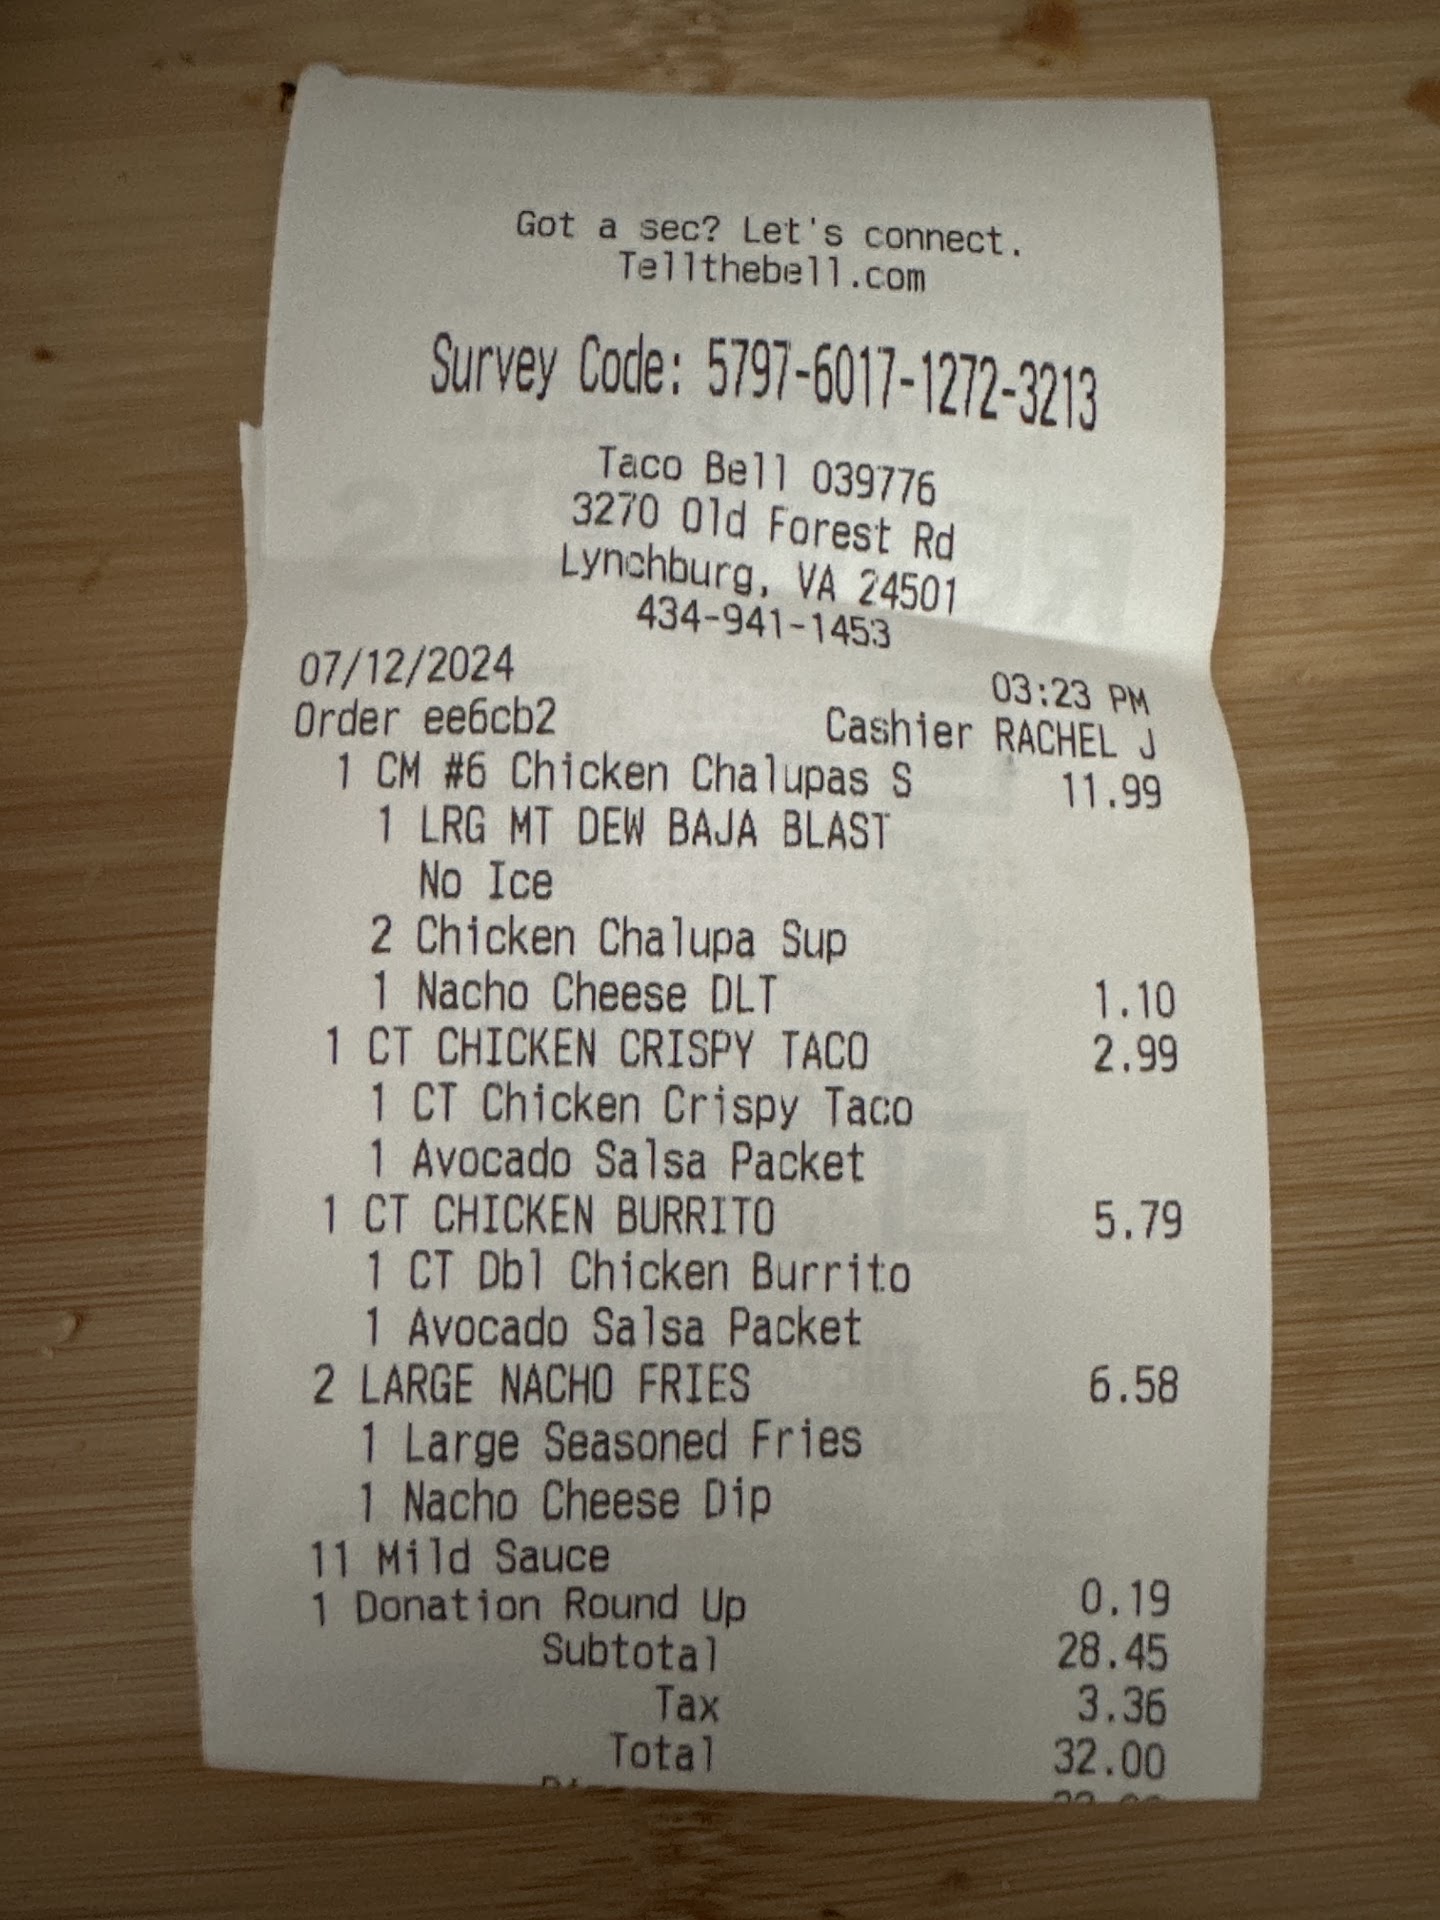 Got a sec? Let's connect.
Tellthebell.com
Survey Code: 5797-6017-1272-3213
Taco Bell 039776
3270 Old Forest Rd
Lynchburg, VA 24501
434-941-1453
07/12/2024 03:23 PM
Order ee6cb2 Cashier RACHEL J
1 CM #6 Chicken Chalupas S 11.99
1 LRG MT DEW BAJA BLAST
No Ice
2 Chicken Chalupa Sup
1 Nacho Cheese DLT 1.10
1 CT CHICKEN CRISPY TACO 2.99
1 CT Chicken Crispy Taco
1 Avocado Salsa Packet
1 CT CHICKEN BURRITO 5.79
1 CT Dbl Chicken Burrito
1 Avocado Salsa Packet
2 LARGE NACHO FRIES 6.58
1 Large Seasoned Fries
1 Nacho Cheese Dip
11 Mild Sauce
1 Donation Round Up 0.19
Subtotal 28.45
Tax 3.36
Total 32.00